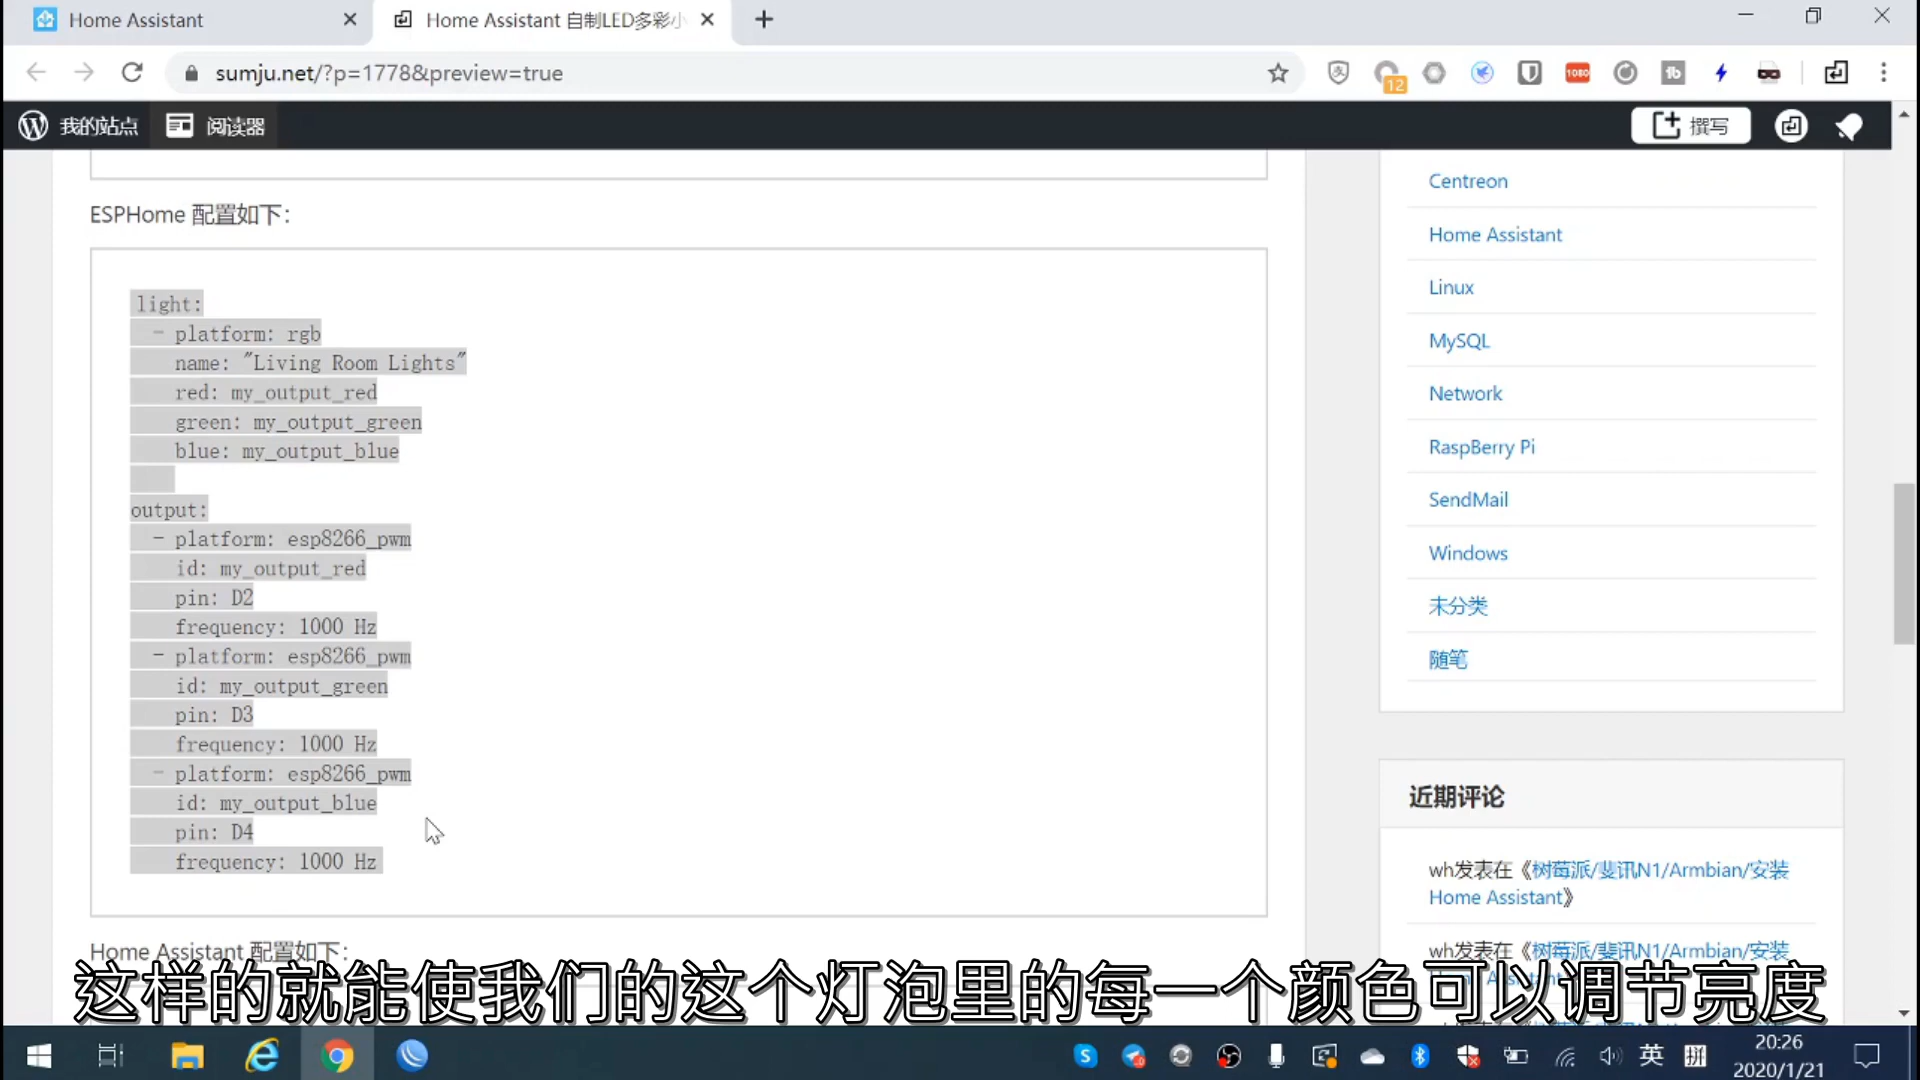 Home Assistant
Home Assistant 自制LED多彩小
sumju.net/?p=1778&preview=true
12
1080
我的站点
阅读器
撰写
ESPHome 配置如下：
light:
- platform: rgb
name: "Living Room Lights"
red: my_output_red
green: my_output_green
blue: my_output_blue
output:
- platform: esp8266_pwm
id: my_output_red
pin: D2
frequency: 1000 Hz
- platform: esp8266_pwm
id: my_output_green
pin: D3
frequency: 1000 Hz
- platform: esp8266_pwm
id: my_output_blue
pin: D4
frequency: 1000 Hz
Home Assistant 配置如下：
Centreon
Home Assistant
Linux
MySQL
Network
RaspBerry Pi
SendMail
Windows
未分类
随笔
近期评论
wh发表在《树莓派/斐讯N1/Armbian/安装
Home Assistant》
wh发表在《树莓派/斐讯N1/Armbian/安装
这样的就能使我们的这个灯泡里的每一个颜色可以调节亮度
英
拼
20:26
2020/1/21